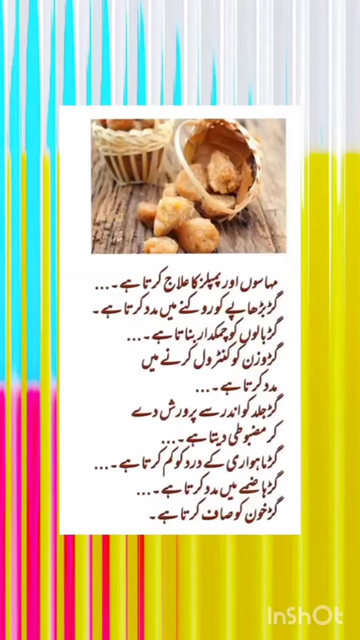 مہاسوں اور پمپلز کا علاج کرتا ہے۔...
گڑ بڑھاپے کو روکنے میں مدد کرتا ہے۔
گڑ بالوں کو چمکدار بناتا ہے۔...
گڑ وزن کو کنٹرول کرنے میں
مدد کرتا ہے۔...
گڑ جلد کو اندر سے پرورش دے
کر مضبوطی دیتا ہے۔...
گڑ ماہواری کے درد کو کم کرتا ہے۔...
گڑ ہاضمے میں مدد کرتا ہے۔...
گڑ خون کو صاف کرتا ہے۔
InShOt